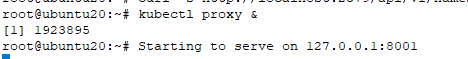 root@ubuntu20:~# kubectl proxy &
[1] 1923895
root@ubuntu20:~# Starting to serve on 127.0.0.1:8001